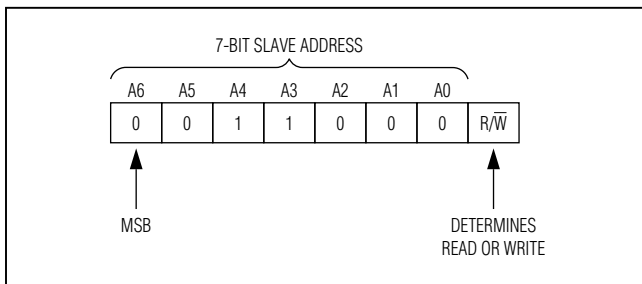 7-BIT SLAVE ADDRESS
A6 A5 A4 A3 A2 A1 A0
0 0 1 1 0 0 0 R/W̅
MSB
DETERMINES
READ OR WRITE